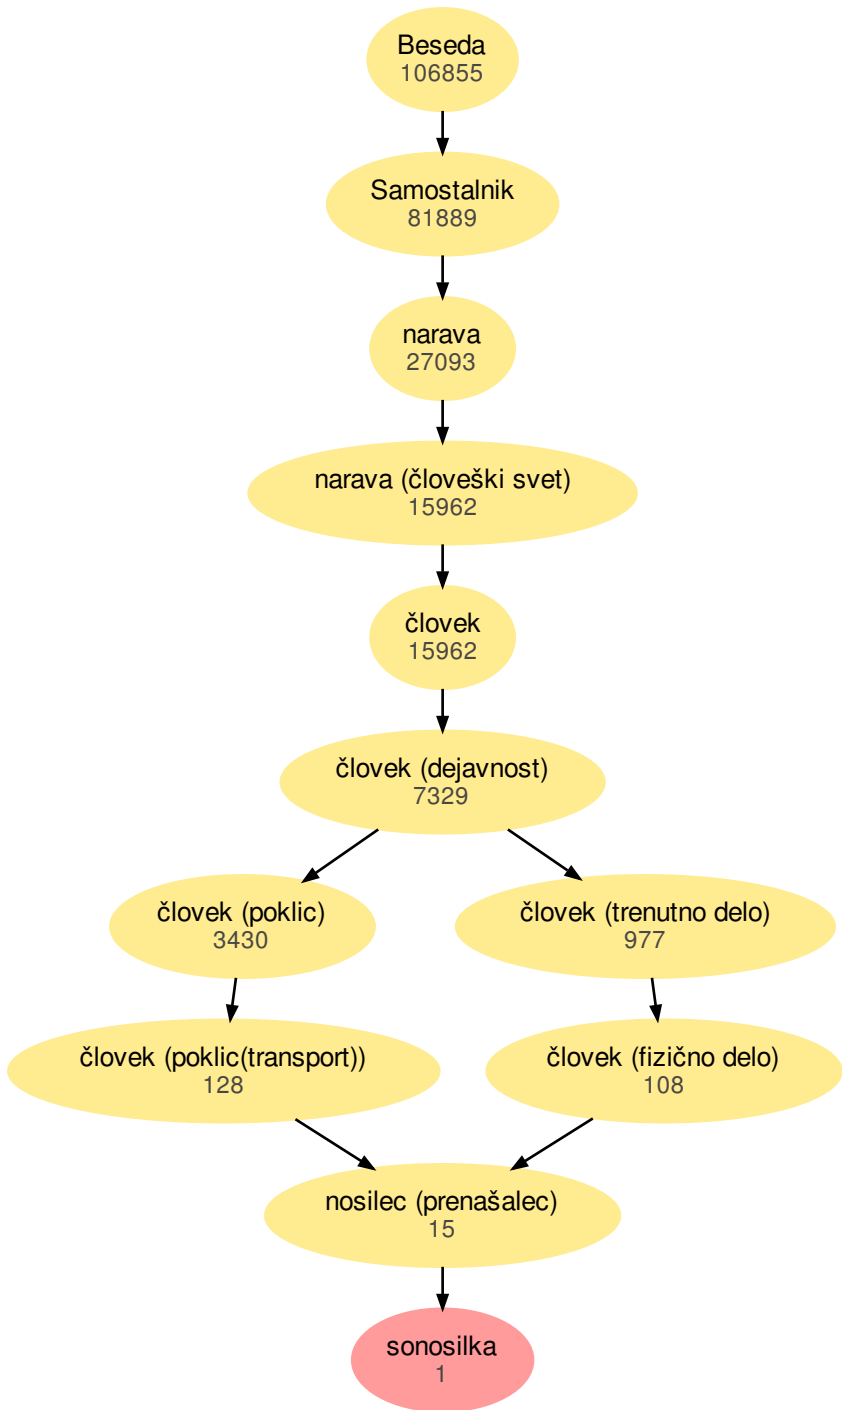 Beseda
106855
Samostalnik
81889
narava
27093
narava (človeški svet)
15962
človek
15962
človek (dejavnost)
7329
človek (poklic)
3430
človek (trenutno delo)
977
človek (poklic(transport))
128
človek (fizično delo)
108
nosilec (prenašalec)
15
sonosilka
1